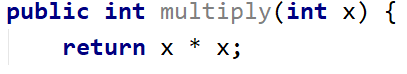 public int multiply(int x) {
    return x * x;